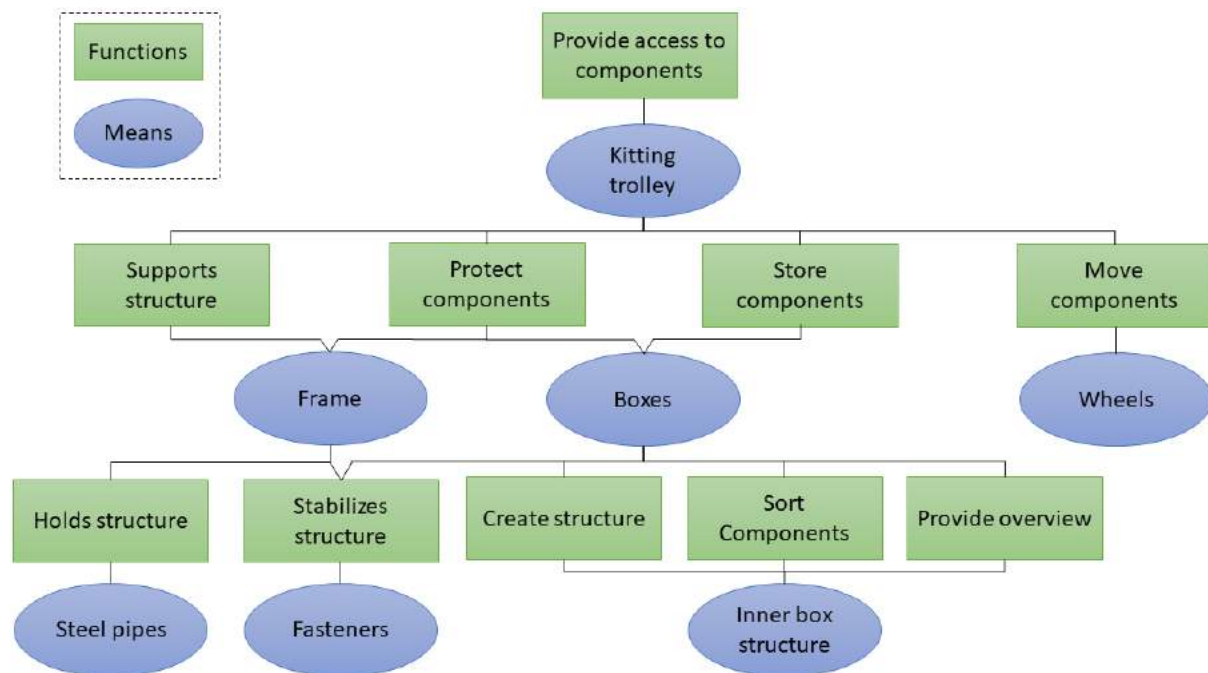 Functions
Means
Provide access to
components
Kitting
trolley
Supports
structure
Protect
components
Store
components
Move
components
Frame
Boxes
Wheels
Holds structure
Stabilizes
structure
Create structure
Sort
Components
Provide overview
Steel pipes
Fasteners
Inner box
structure